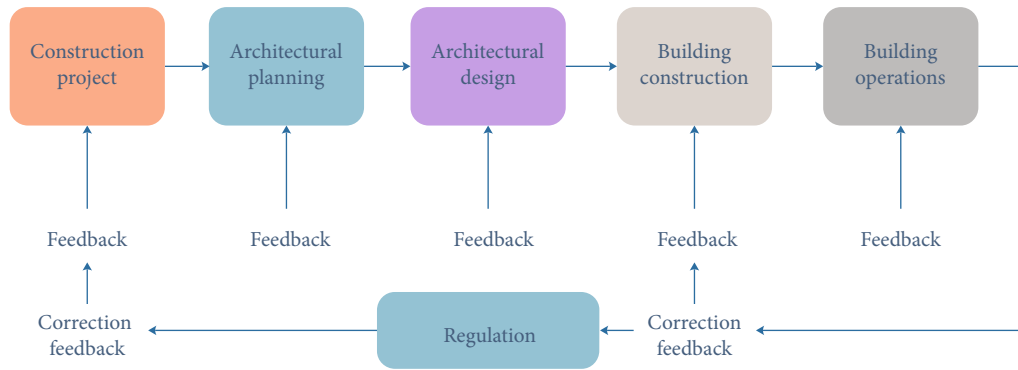 Construction
project
Architectural
planning
Architectural
design
Building
construction
Building
operations
Feedback
Feedback
Feedback
Feedback
Feedback
Correction
feedback
Regulation
Correction
feedback